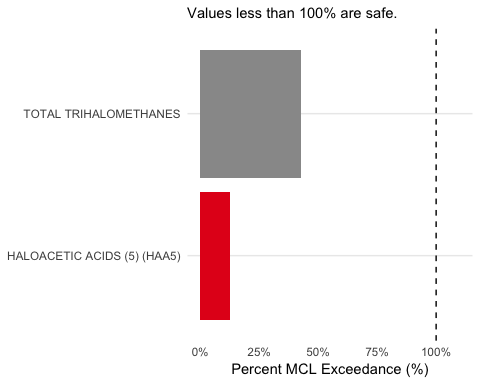 Values less than 100% are safe.
TOTAL TRIHALOMETHANES
HALOACETIC ACIDS (5) (HAA5)
0% 25% 50% 75% 100%
Percent MCL Exceedance (%)